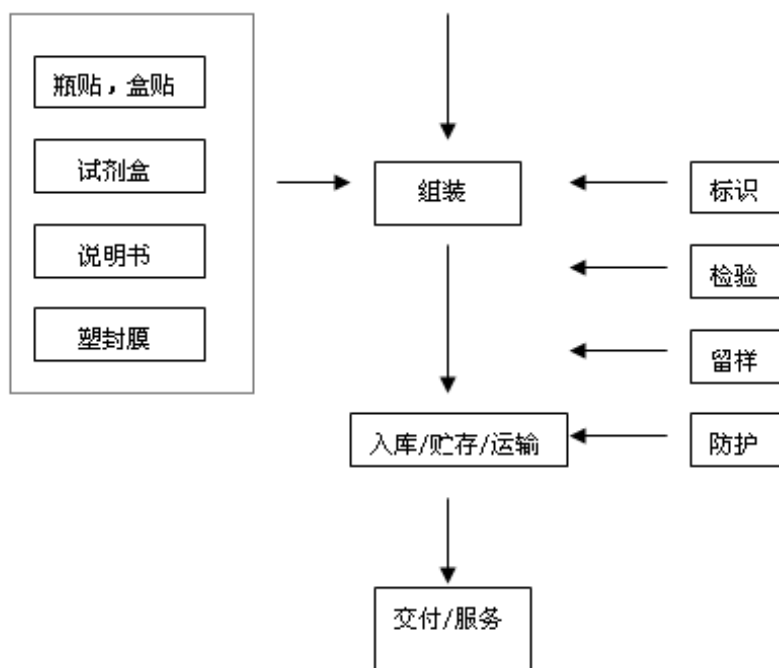 瓶贴，盒贴
试剂盒
说明书
塑封膜
组装
标识
检验
留样
入库/贮存/运输
防护
交付/服务